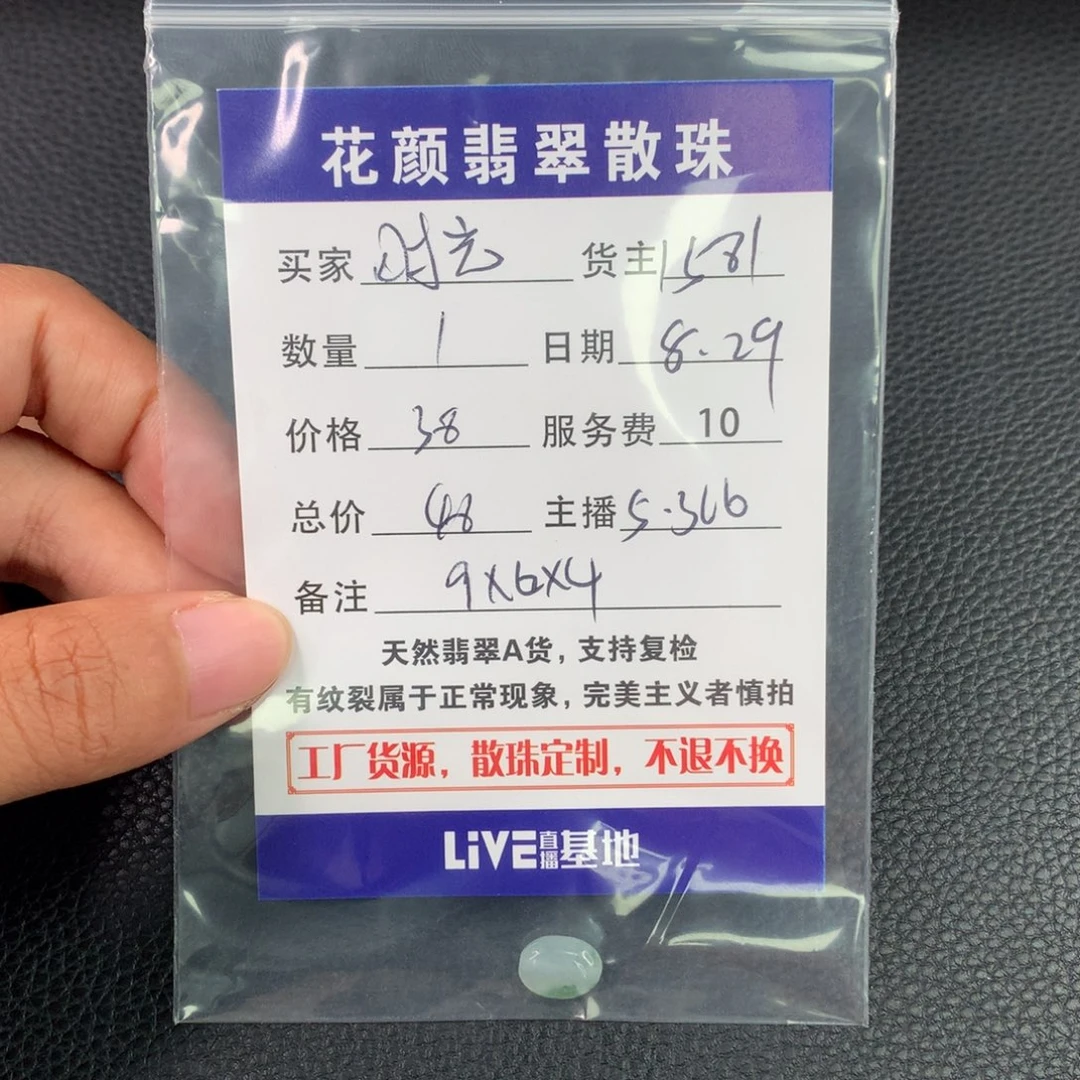 花颜翡翠散珠
买家 时光 货主 1581
数量 1 日期 8.29
价格 38 服务费 10
总价 48 主播 5.366
备注 9X6X4
天然翡翠A货，支持复检
有纹裂属于正常现象，完美主义者慎拍
工厂货源，散珠定制，不退不换
LiVE直播基地